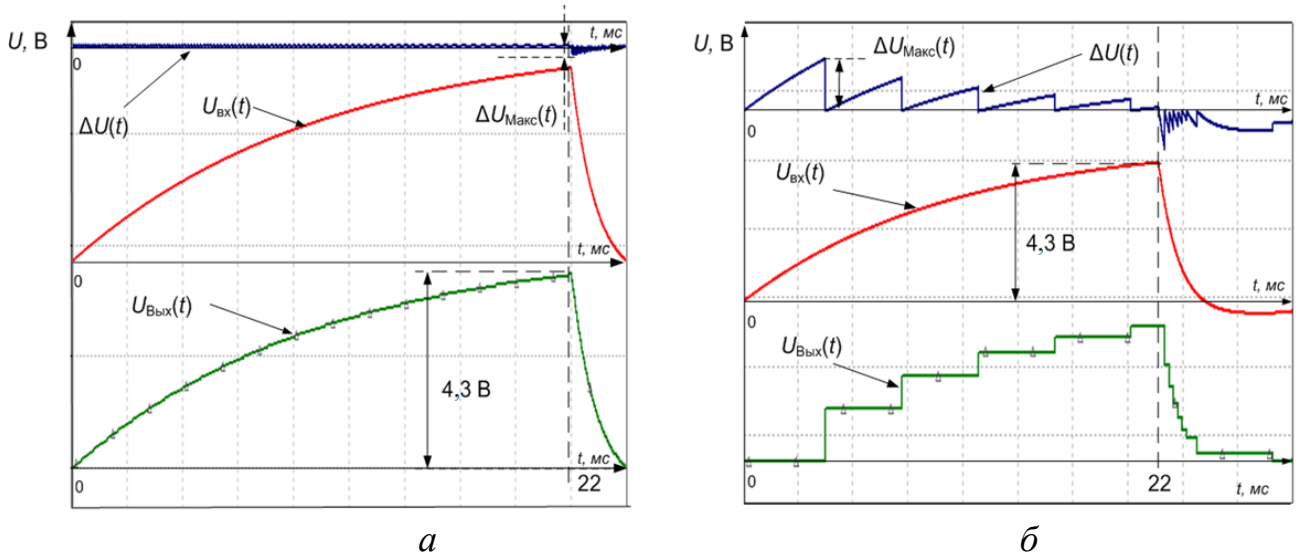 U, В
t, мс
0
ΔU(t)
Uвх(t)
ΔUМакс(t)
t, мс
0
UВых(t)
4,3 В
t, мс
0
22
а
U, В
ΔUМакс(t)
ΔU(t)
t, мс
0
Uвх(t)
4,3 В
t, мс
0
UВых(t)
0
22
t, мс
б